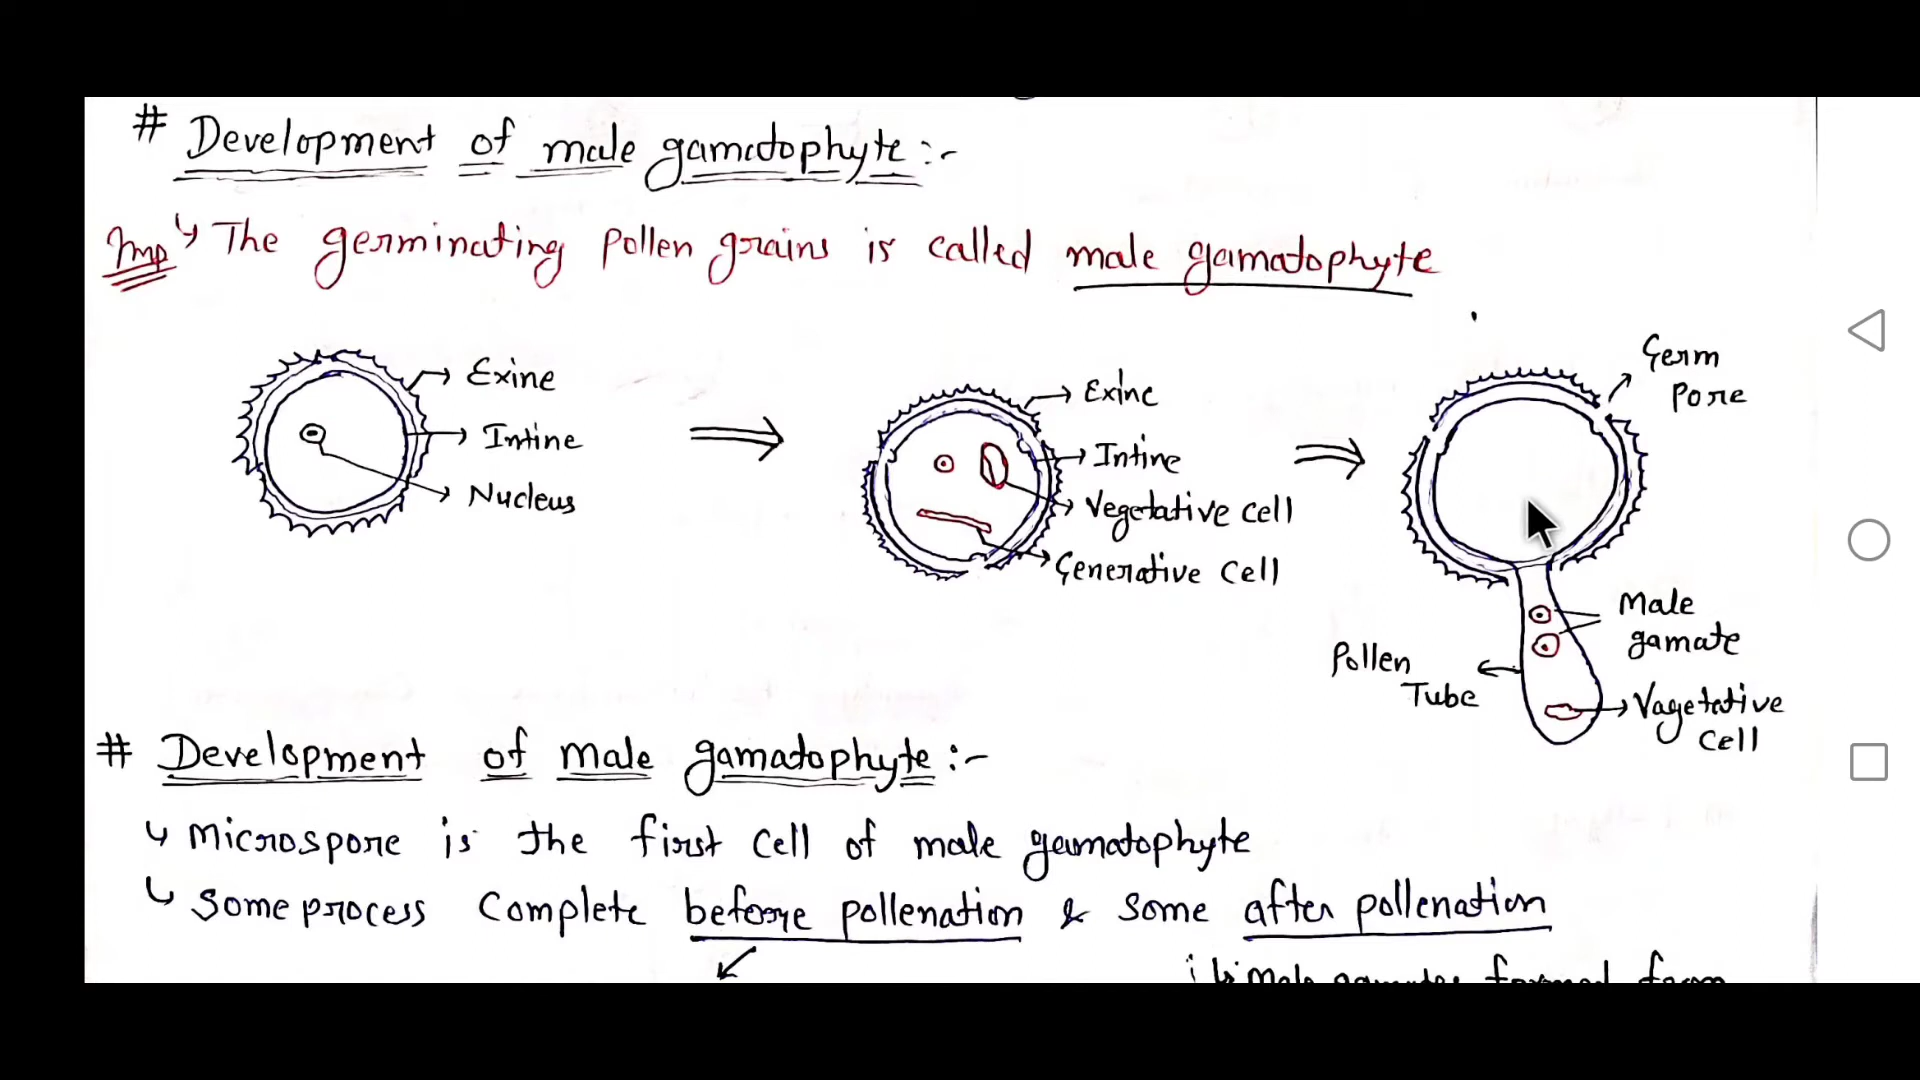 # Development of male gamatophyte :-
Imp ↳ The germinating pollen grains is called male gamatophyte
Exine
Intine
Nucleus
Exine
Intine
Vegetative cell
Generative cell
Germ
Pore
Male
gamate
Pollen
Tube
Vagetative
cell
# Development of male gamatophyte :-
↳ Microspore is the first cell of male gamatophyte
↳ some process complete before pollenation & some after pollenation